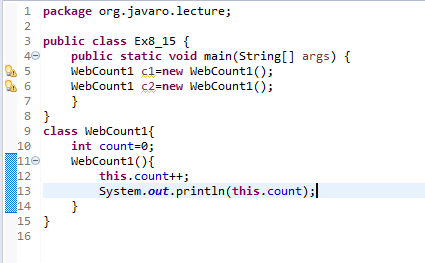 1 package org.javaro.lecture;
2
3 public class Ex8_15 {
4 public static void main(String[] args) {
5 WebCount1 c1=new WebCount1();
6 WebCount1 c2=new WebCount1();
7 }
8 }
9 class WebCount1{
10 int count=0;
11 WebCount1(){
12 this.count++;
13 System.out.println(this.count);
14 }
15 }
16